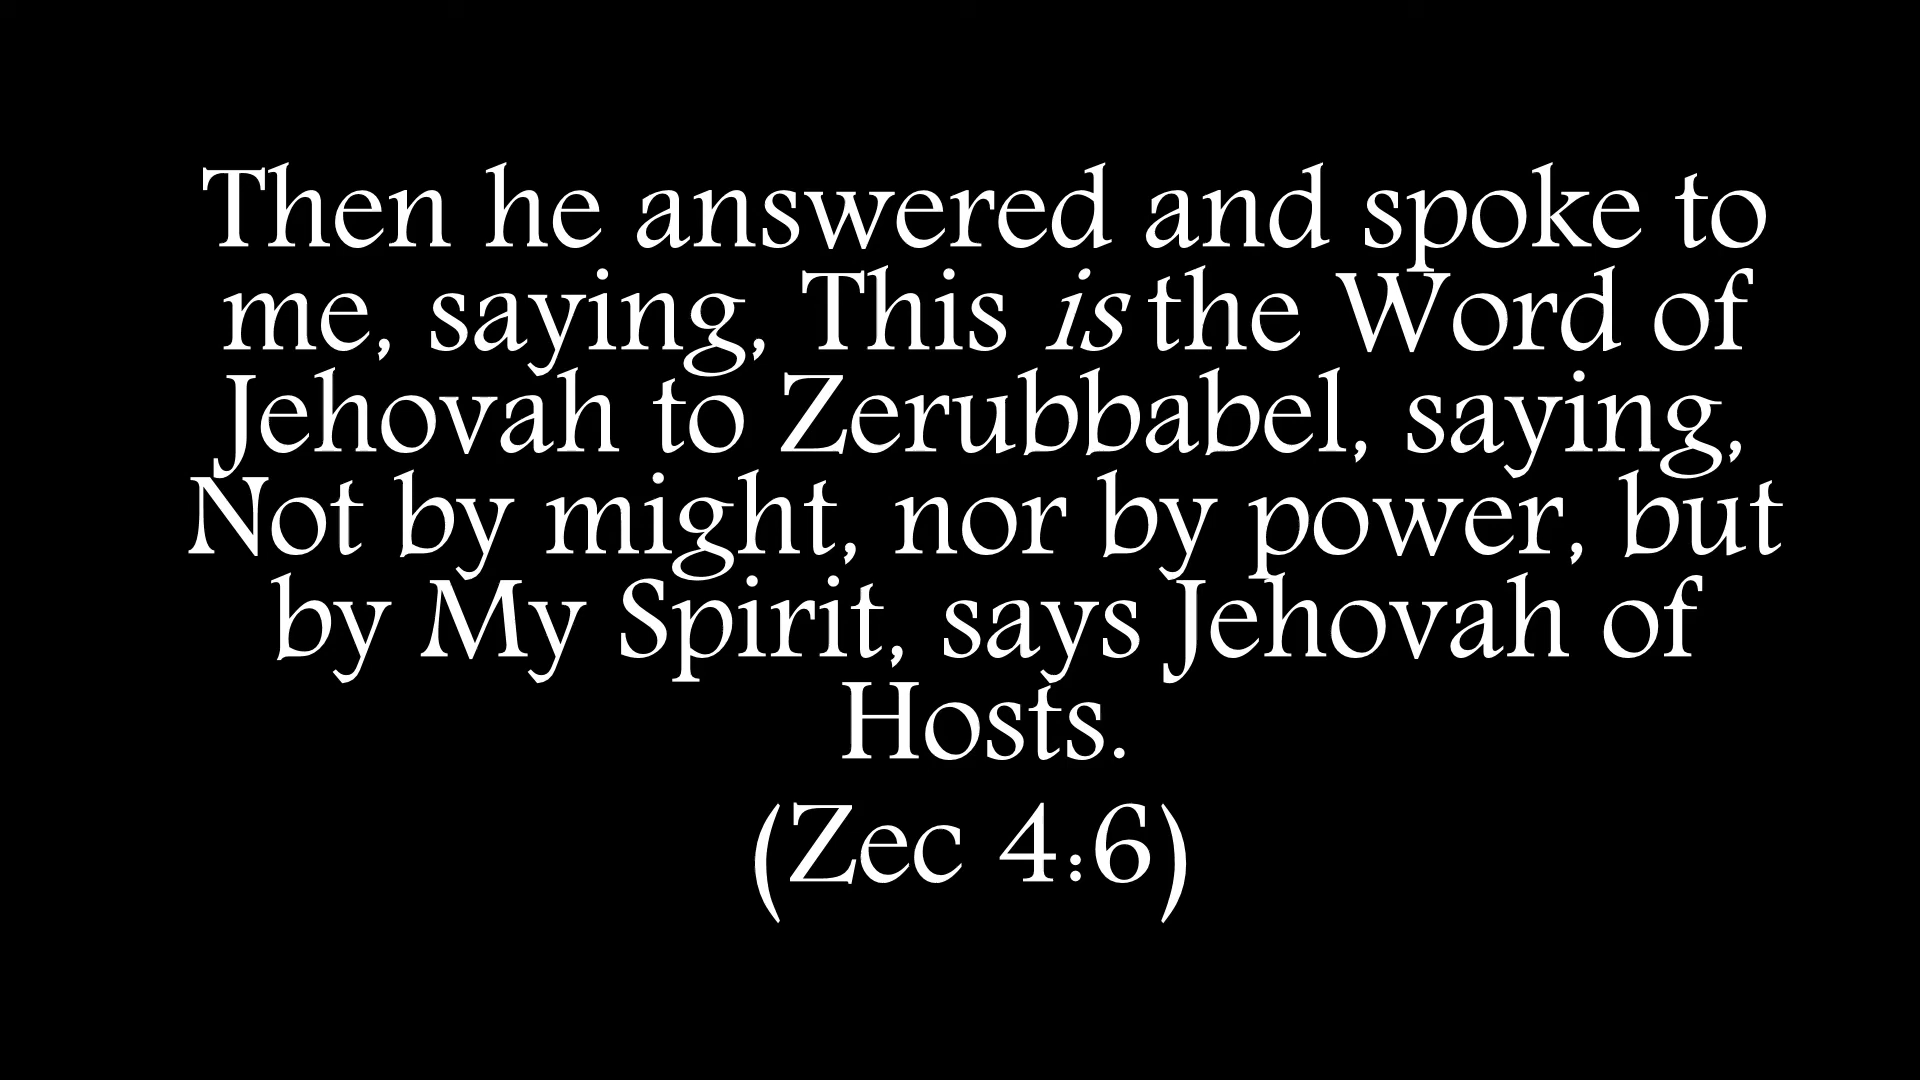 Then he answered and spoke to
me, saying, This is the Word of
Jehovah to Zerubbabel, saying,
Not by might, nor by power, but
by My Spirit, says Jehovah of
Hosts.
(Zec 4:6)